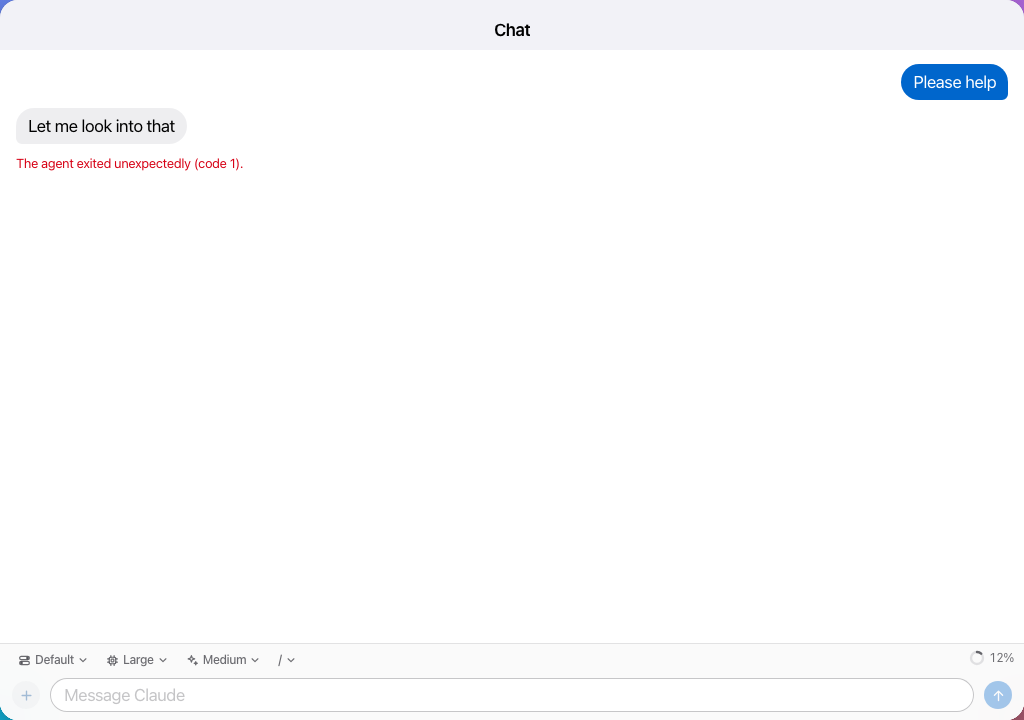 Chat
Please help
Let me look into that
The agent exited unexpectedly (code 1).
Default
Large
Medium
/
12%
Message Claude